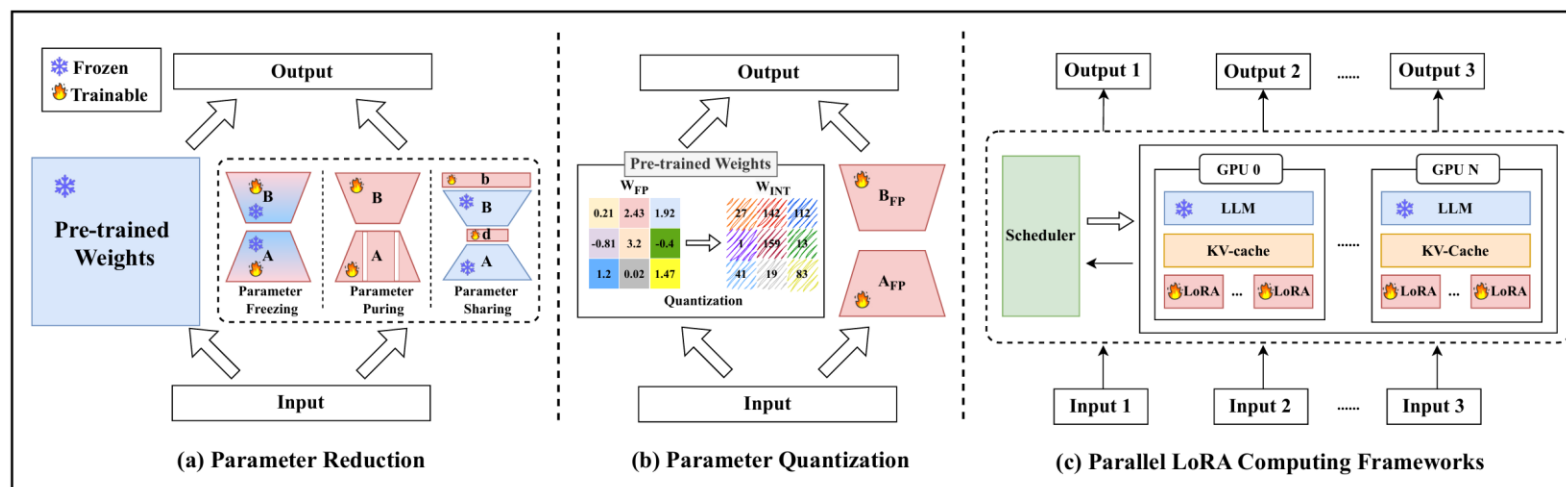 Frozen
Trainable
Output
Pre-trained
Weights
B
A
Parameter
Freezing
B
A
Parameter
Puring
b
B
d
A
Parameter
Sharing
Input
(a) Parameter Reduction
Output
Pre-trained Weights
W_FP
W_INT
0.21 2.43 1.92
-0.81 3.2 -0.4
1.2 0.02 1.47
27 142 112
1 159 13
41 19 83
Quantization
B_FP
A_FP
Input
(b) Parameter Quantization
Output 1 Output 2 ...... Output 3
Scheduler
GPU 0
LLM
KV-cache
LoRA ... LoRA
......
GPU N
LLM
KV-Cache
LoRA ... LoRA
Input 1 Input 2 ...... Input 3
(c) Parallel LoRA Computing Frameworks